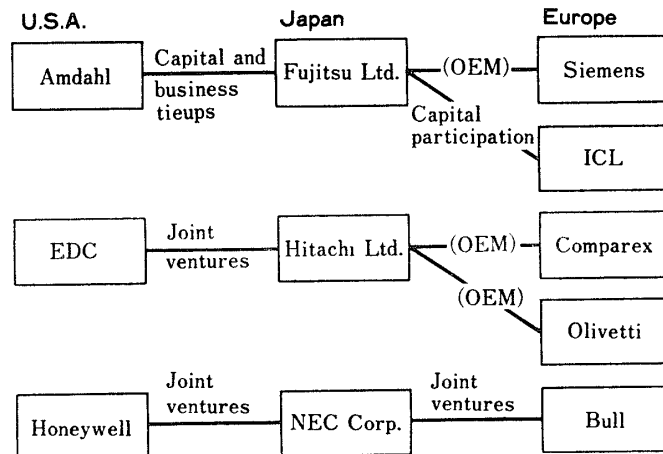 U.S.A.
Japan
Europe
Amdahl
Capital and
business
tieups
Fujitsu Ltd.
(OEM)
Siemens
Capital
participation
ICL
EDC
Joint
ventures
Hitachi Ltd.
(OEM)
Comparex
(OEM)
Olivetti
Honeywell
Joint
ventures
NEC Corp.
Joint
ventures
Bull